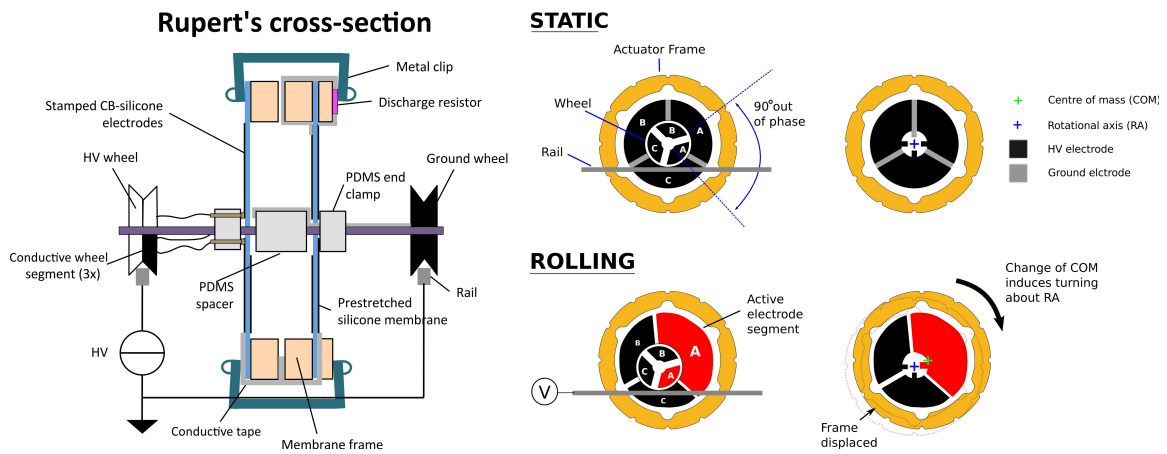 Rupert's cross-section
Metal clip
Stamped CB-silicone
electrodes
Discharge resistor
HV wheel
Ground wheel
PDMS end
clamp
Conductive wheel
segment (3x)
PDMS
spacer
Rail
Prestretched
silicone membrane
HV
Conductive tape
Membrane frame
STATIC
Actuator Frame
Wheel
Rail
90°out
of phase
B
A
C
B
A
C
Centre of mass (COM)
Rotational axis (RA)
HV electrode
Ground elctrode
ROLLING
Active
electrode
segment
B
A
C
B
A
C
V
Change of COM
induces turning
about RA
Frame
displaced